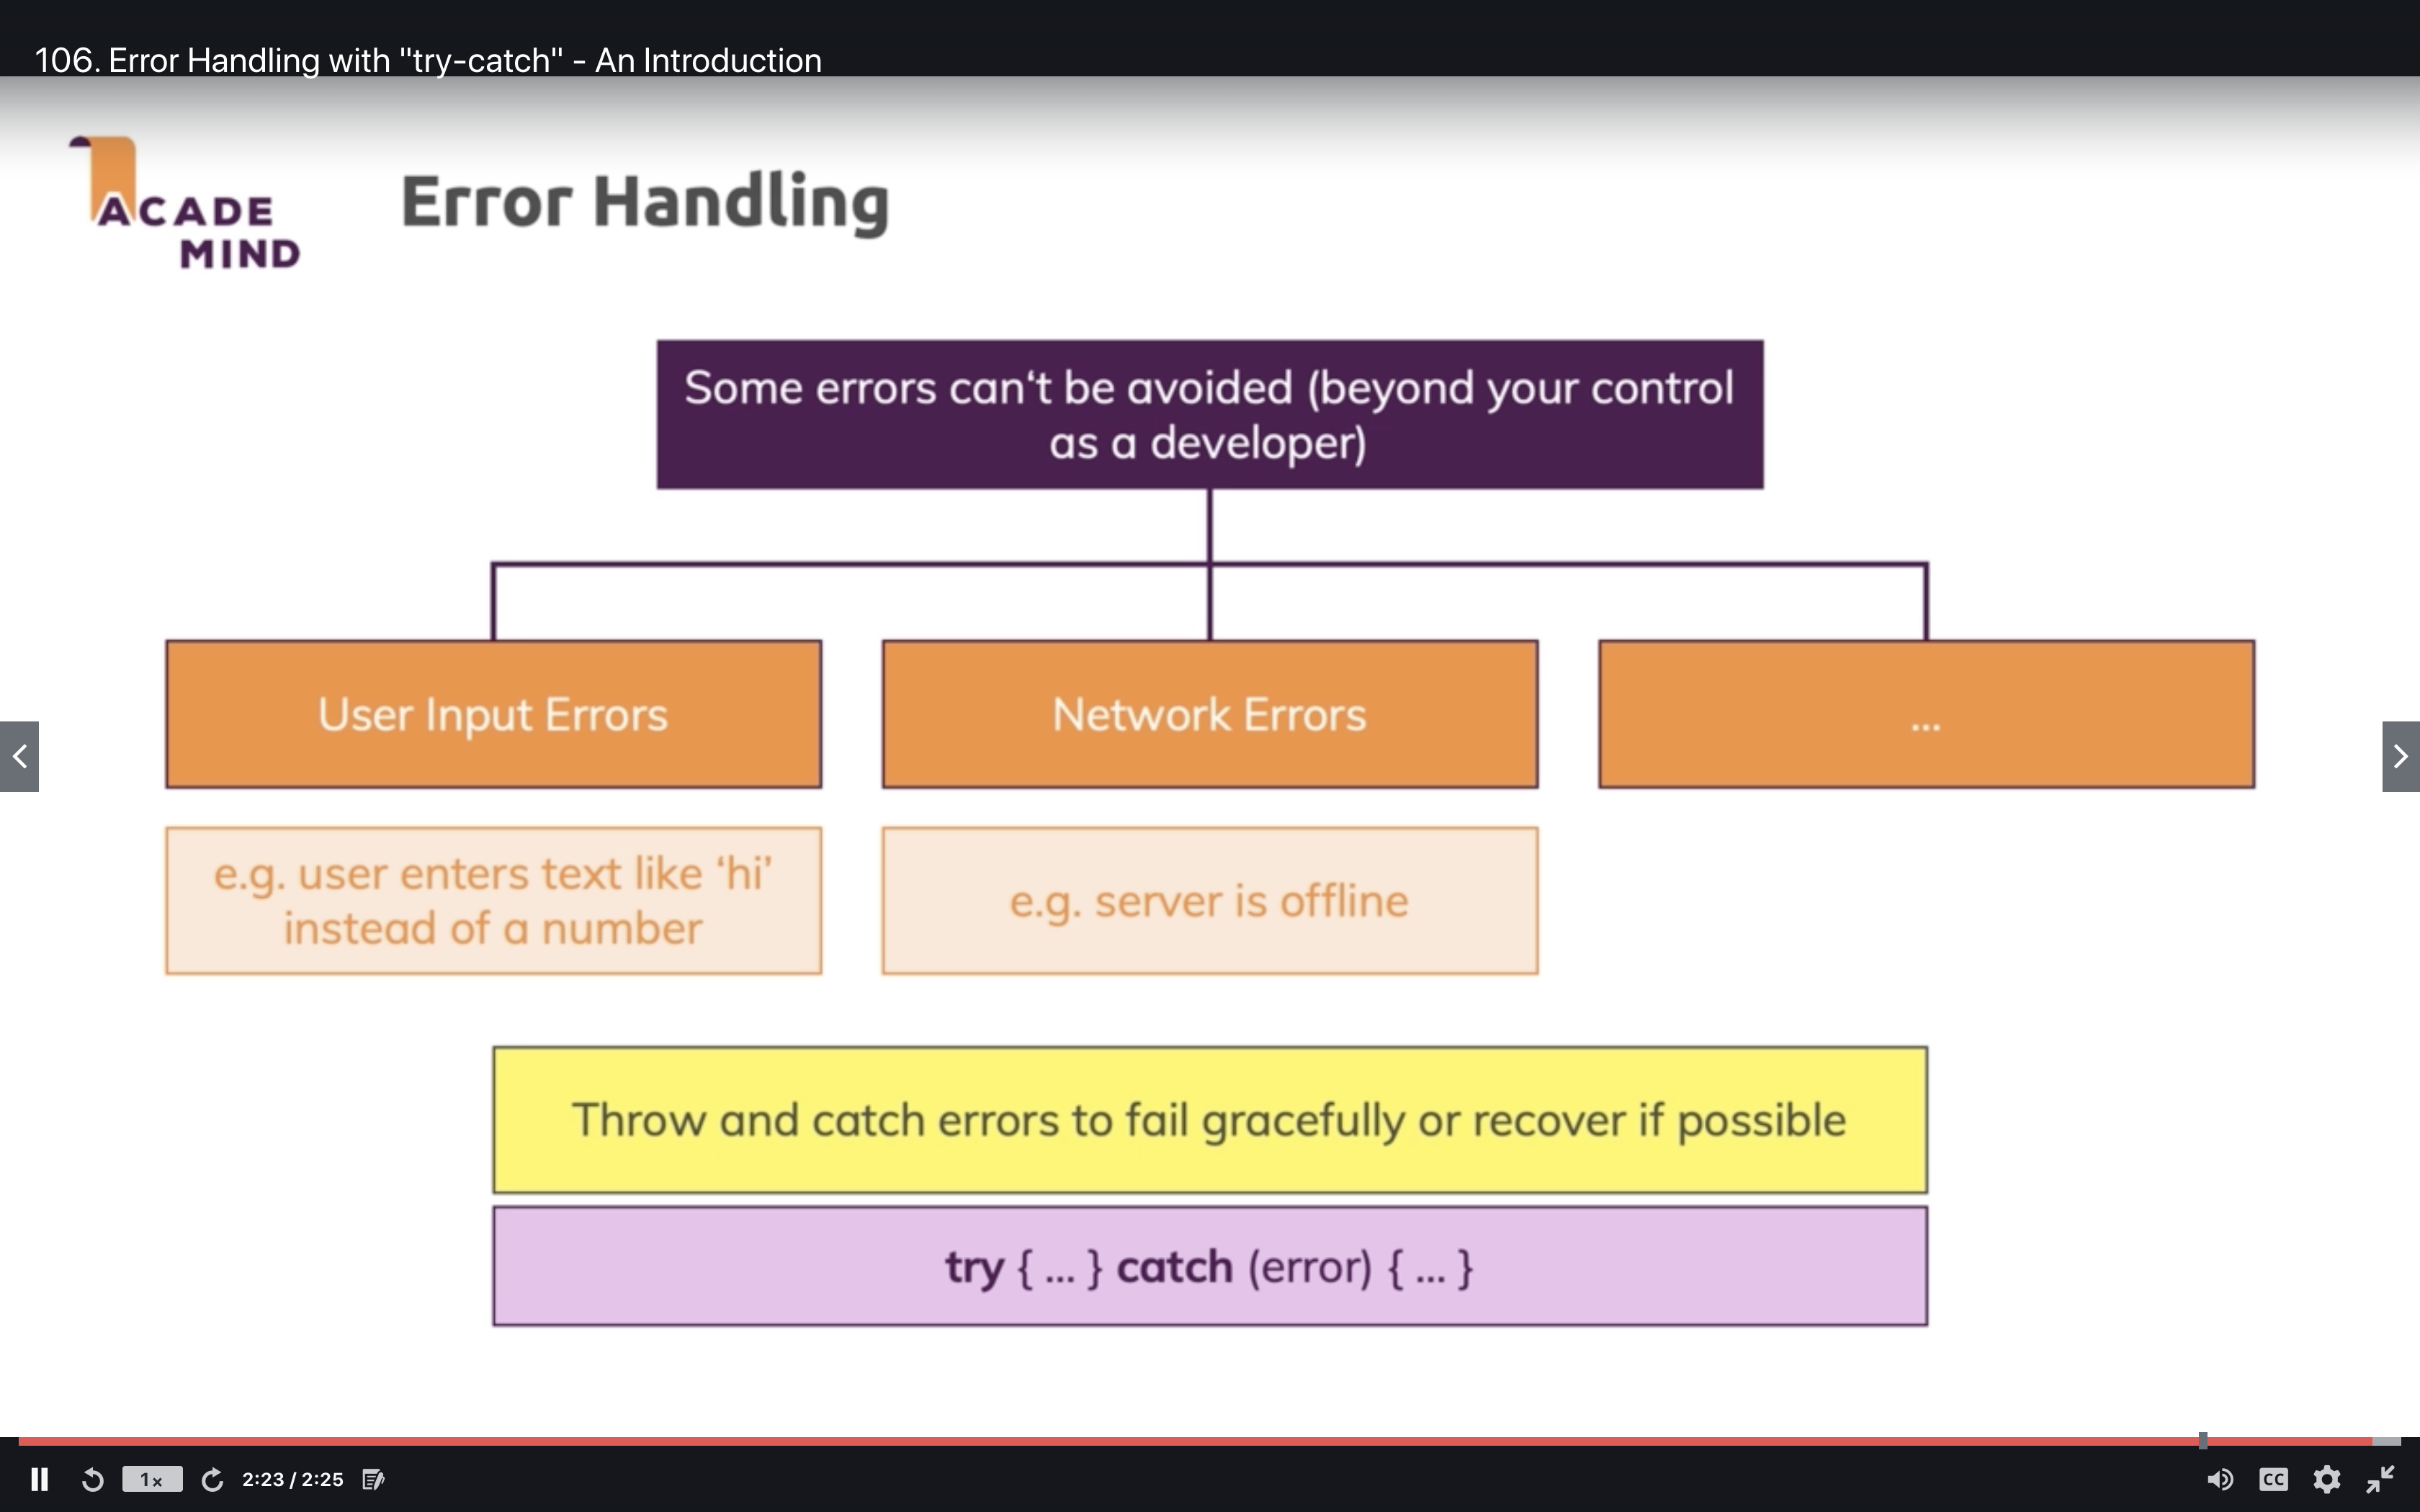 106. Error Handling with "try-catch" - An Introduction
ACADE
MIND
Error Handling
Some errors can‘t be avoided (beyond your control
as a developer)
User Input Errors
Network Errors
...
e.g. user enters text like ‘hi’
instead of a number
e.g. server is offline
Throw and catch errors to fail gracefully or recover if possible
try { ... } catch (error) { ... }
1x
2:23 / 2:25
CC